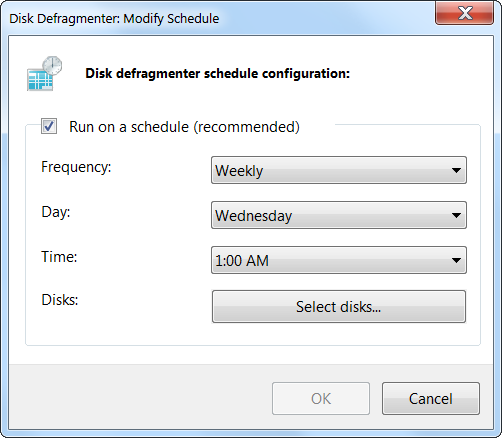 Disk Defragmenter: Modify Schedule
Disk defragmenter schedule configuration:
Run on a schedule (recommended)
Frequency: Weekly
Day: Wednesday
Time: 1:00 AM
Disks: Select disks...
OK Cancel